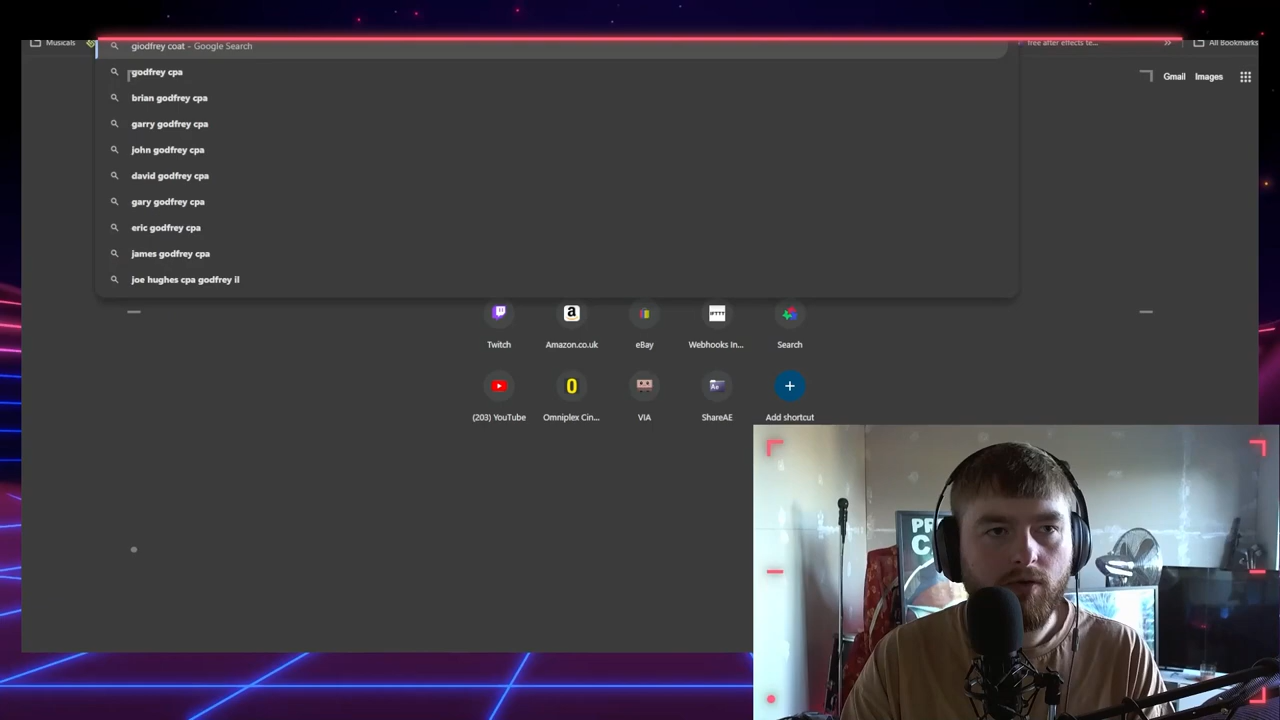 Musicals
giodfrey coat - Google Search
free after effects te...
»
All Bookmarks
godfrey cpa
Gmail
Images
brian godfrey cpa
garry godfrey cpa
john godfrey cpa
david godfrey cpa
gary godfrey cpa
eric godfrey cpa
james godfrey cpa
joe hughes cpa godfrey il
Twitch
Amazon.co.uk
eBay
Webhooks In...
Search
(203) YouTube
Omniplex Cin...
VIA
ShareAE
Add shortcut
a
IFTTT
O
Ae
PR
C